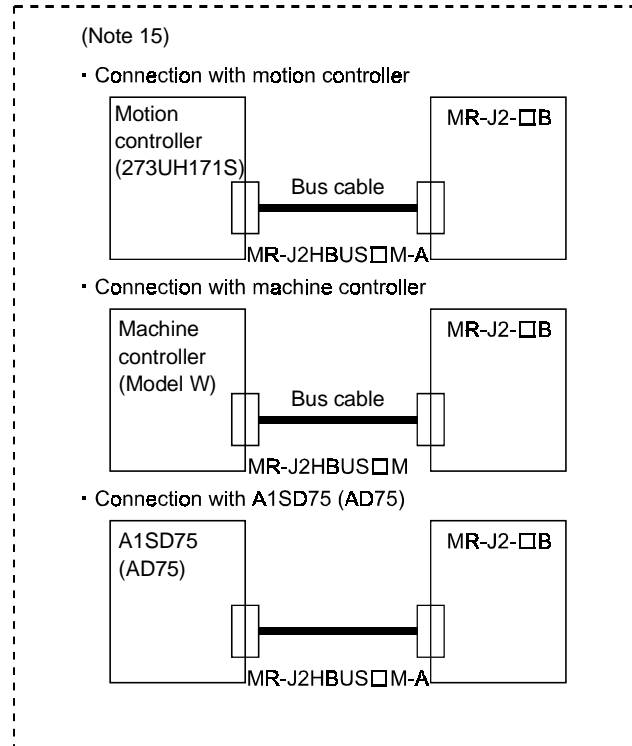 (Note 15)
· Connection with motion controller
Motion
controller
(273UH171S)
MR-J2-□B
Bus cable
MR-J2HBUS□M-A
· Connection with machine controller
Machine
controller
(Model W)
MR-J2-□B
Bus cable
MR-J2HBUS□M
· Connection with A1SD75 (AD75)
A1SD75
(AD75)
MR-J2-□B
MR-J2HBUS□M-A